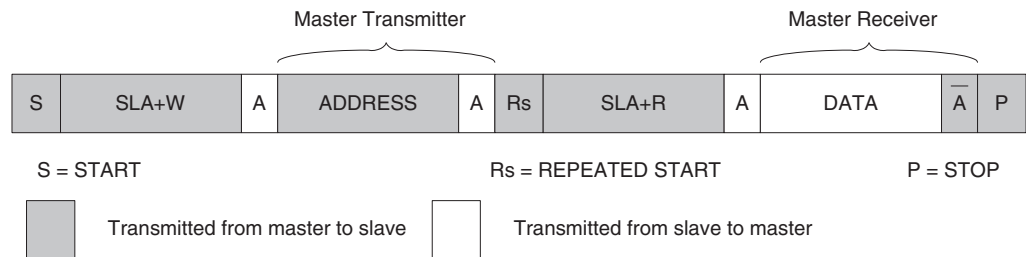 Master Transmitter Master Receiver
S SLA+W A ADDRESS A Rs SLA+R A DATA A̅ P
S = START Rs = REPEATED START P = STOP
Transmitted from master to slave Transmitted from slave to master